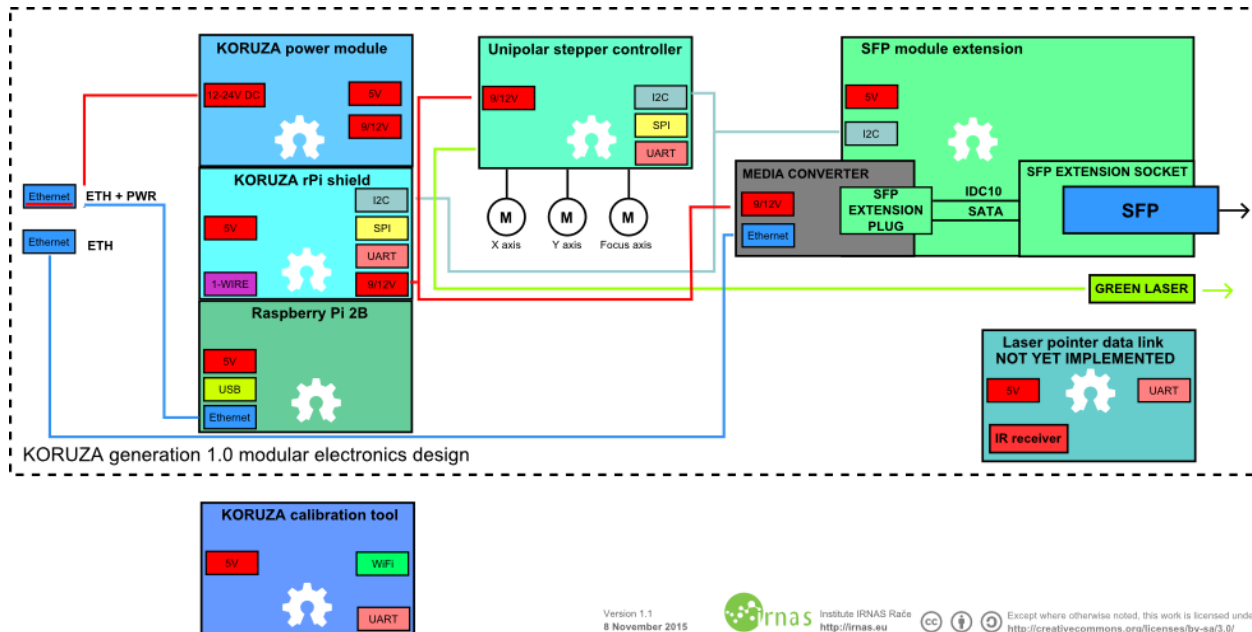 KORUZA power module
12-24V DC
5V
9/12V
Unipolar stepper controller
9/12V
I2C
SPI
UART
M
M
M
X axis
Y axis
Focus axis
SFP module extension
5V
I2C
MEDIA CONVERTER
9/12V
Ethernet
SFP
EXTENSION
PLUG
IDC10
SATA
SFP EXTENSION SOCKET
SFP
Ethernet
ETH + PWR
Ethernet
ETH
KORUZA rPi shield
I2C
5V
SPI
UART
1-WIRE
9/12V
GREEN LASER
Raspberry Pi 2B
5V
USB
Ethernet
Laser pointer data link
NOT YET IMPLEMENTED
5V
UART
IR receiver
KORUZA generation 1.0 modular electronics design
KORUZA calibration tool
5V
WiFi
UART
Version 1.1
8 November 2015
irnas
Institute IRNAS Rače
http://irnas.eu
cc
Except where otherwise noted, this work is licensed unde
http://creativecommons.org/licenses/by-sa/3.0/